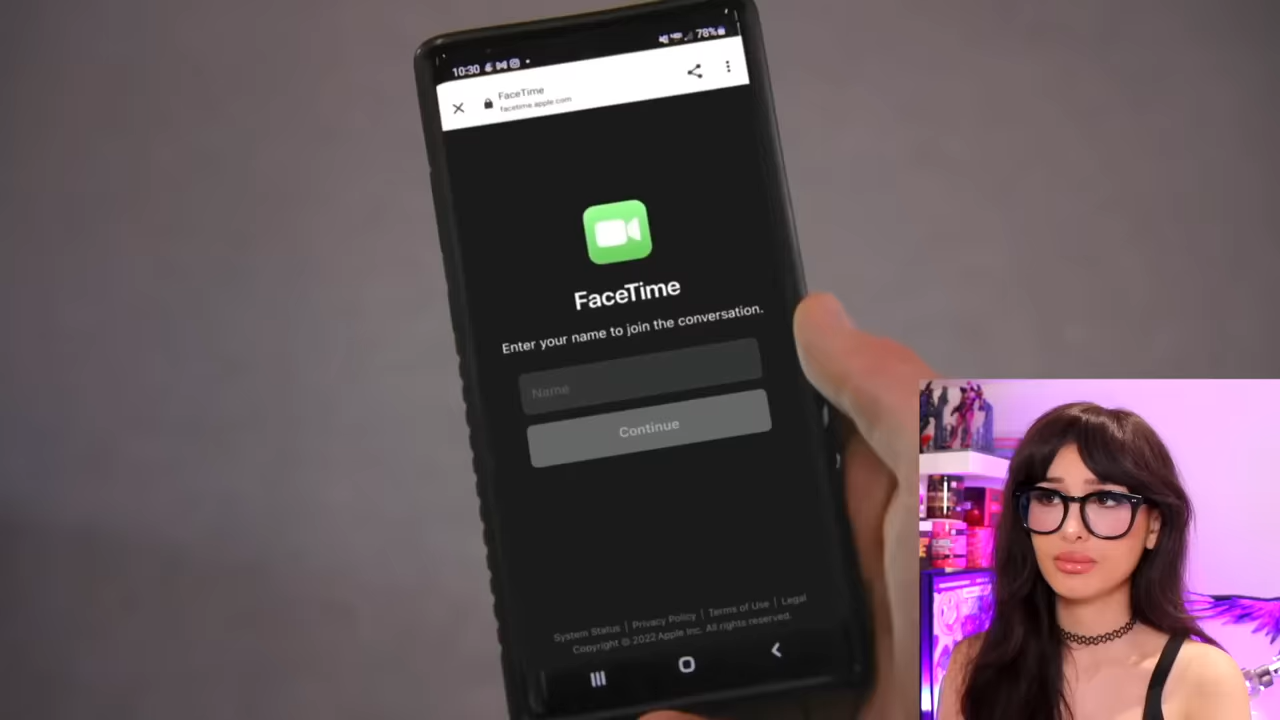 10:30
78%
FaceTime
facetime.apple.com
FaceTime
Enter your name to join the conversation.
Name
Continue
System Status | Privacy Policy | Terms of Use | Legal
Copyright © 2022 Apple Inc. All rights reserved.